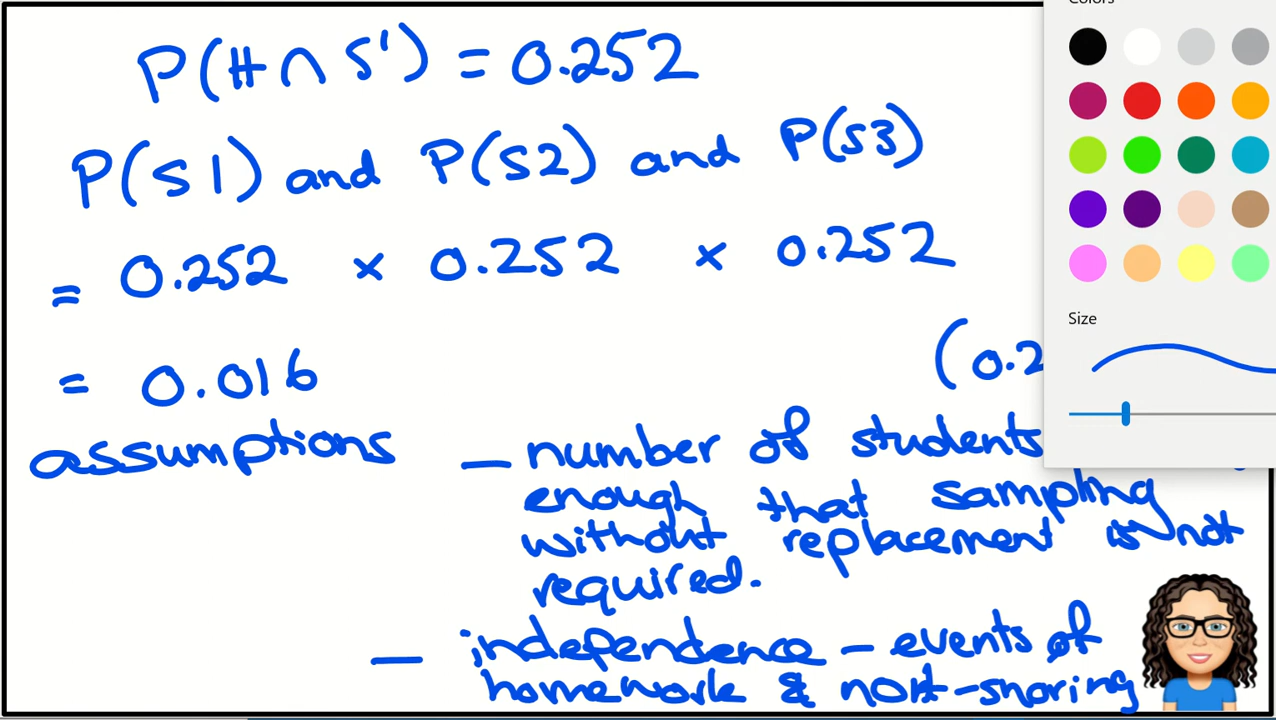 Colors
P(H∩S') = 0.252
P(S1) and P(S2) and P(S3)
= 0.252 × 0.252 × 0.252
(0.2
= 0.016
Size
assumptions – number of students
enough that sampling
without replacement is not
required.
– independence – events of
homework & non-sharing